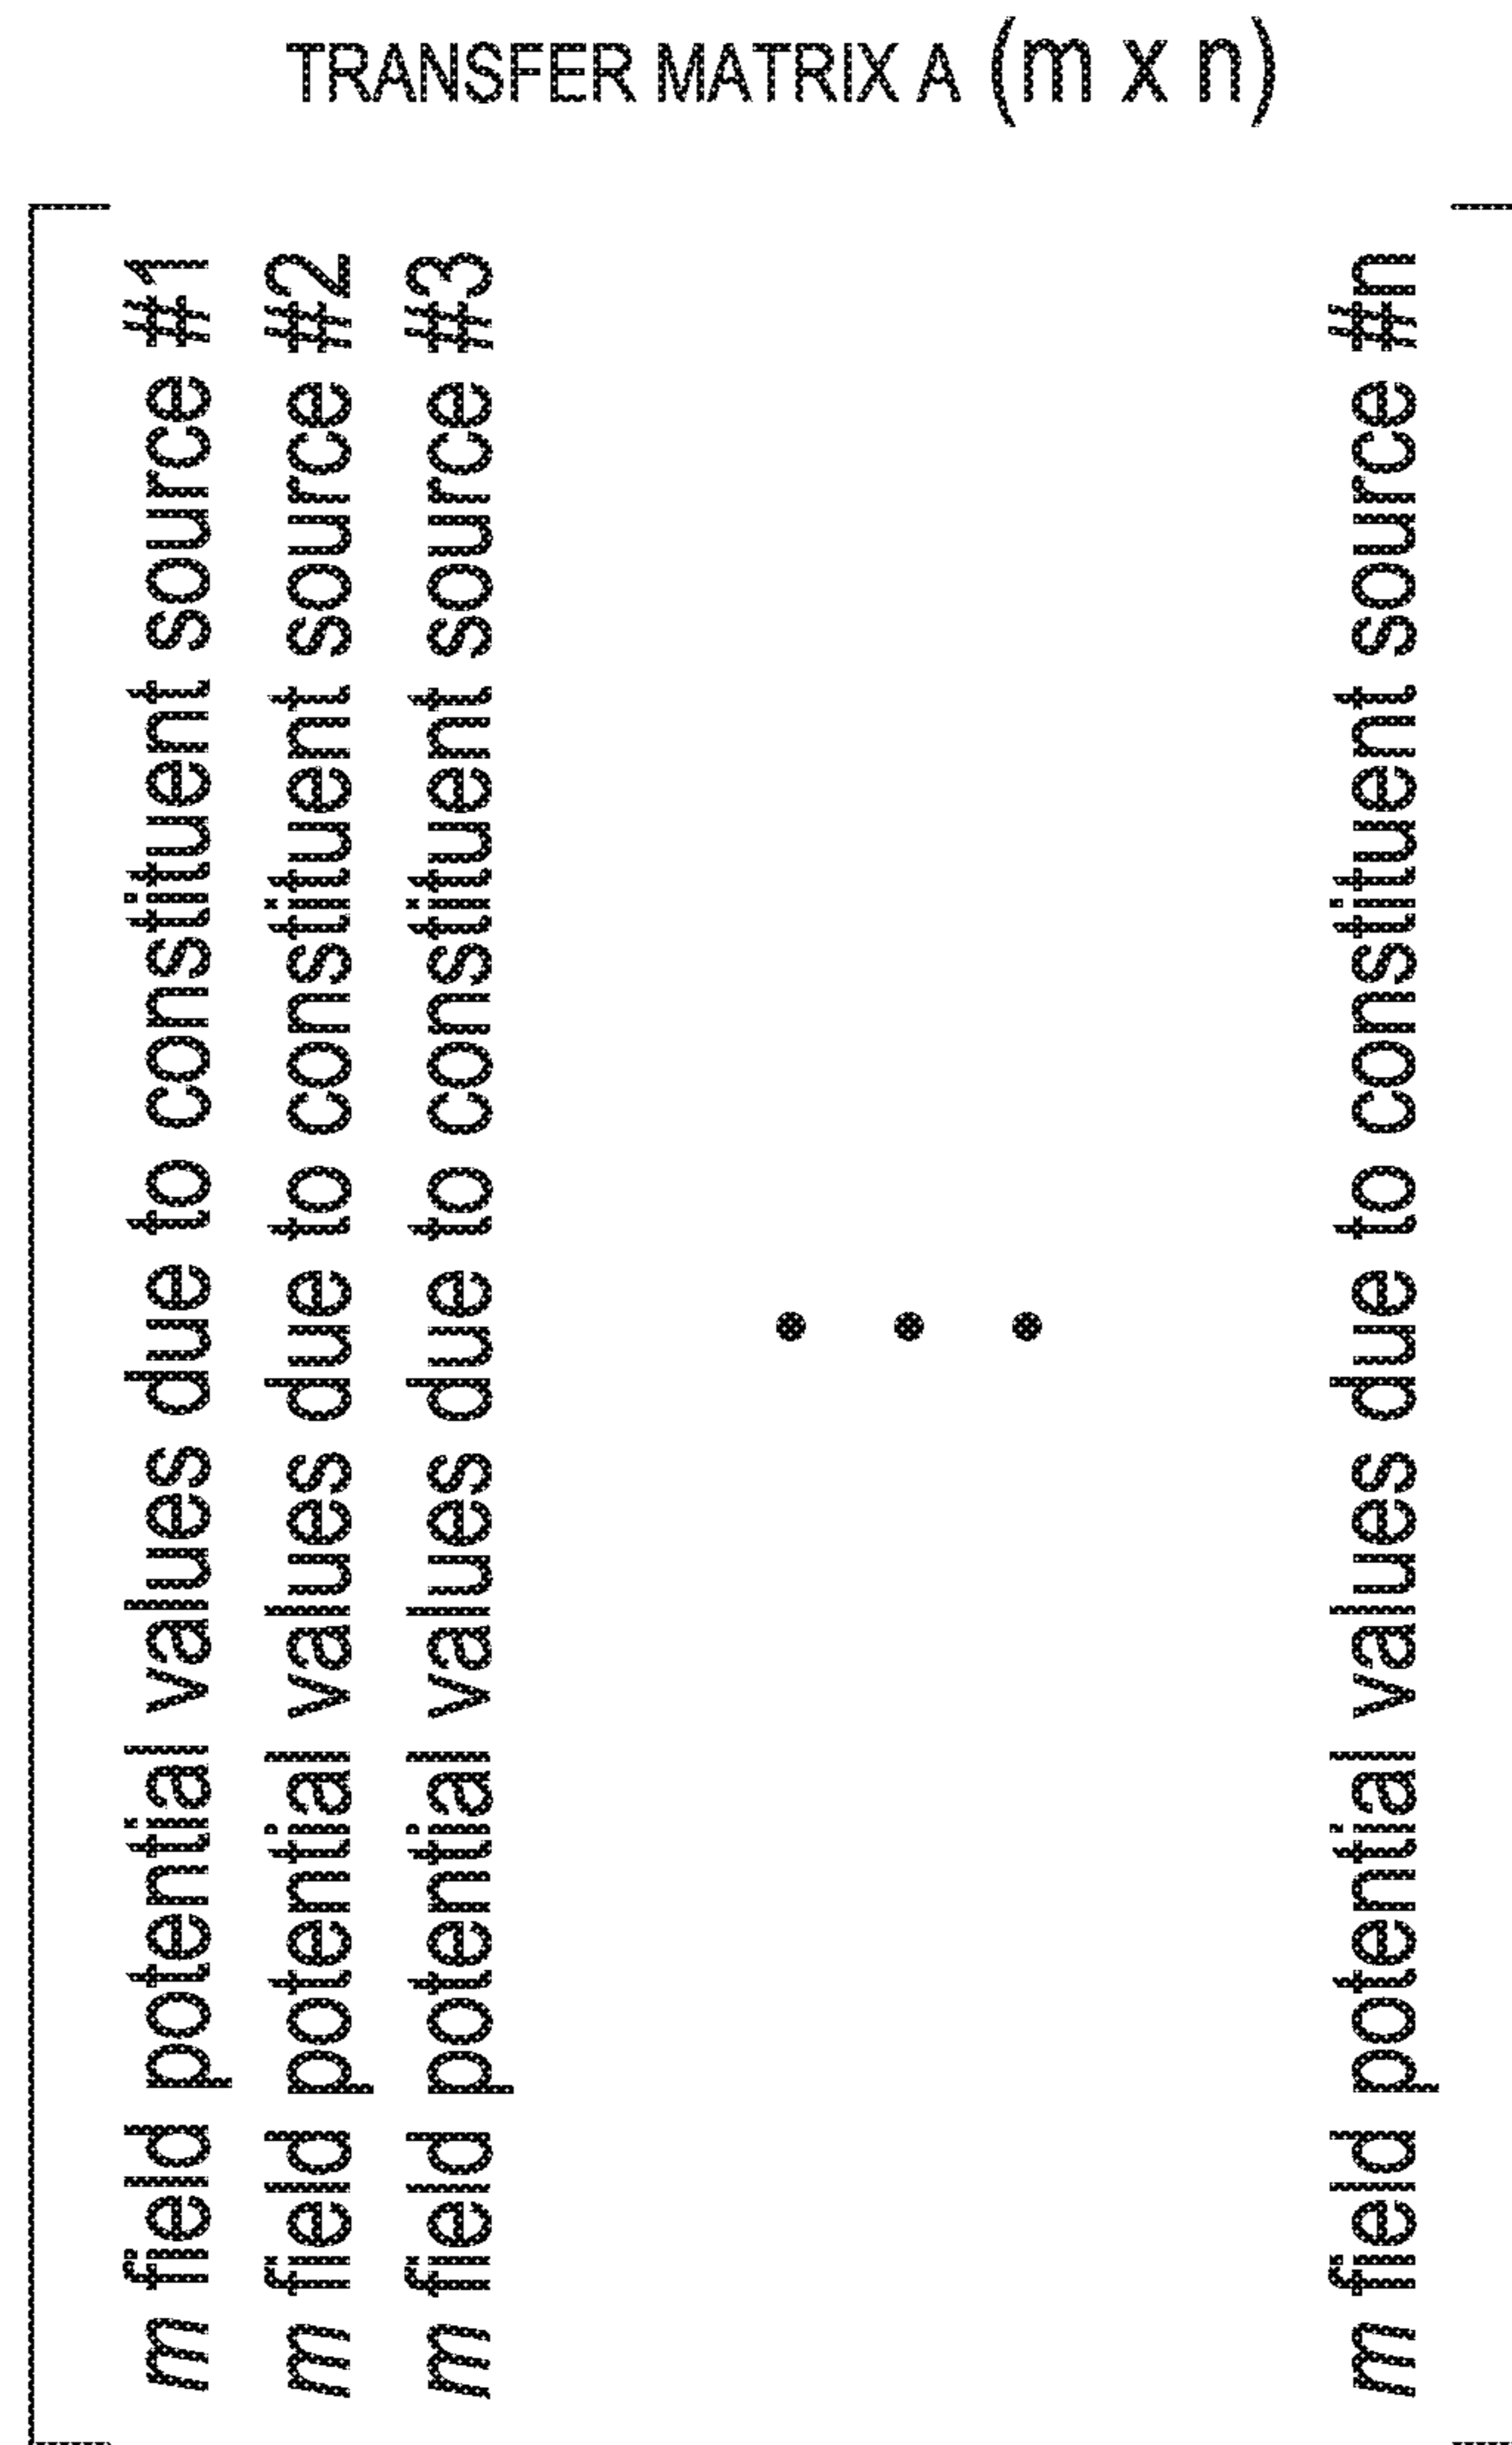 TRANSFER MATRIX A (m x n)
m field potential values due to constituent source #1
m field potential values due to constituent source #2
m field potential values due to constituent source #3
• • •
m field potential values due to constituent source #n